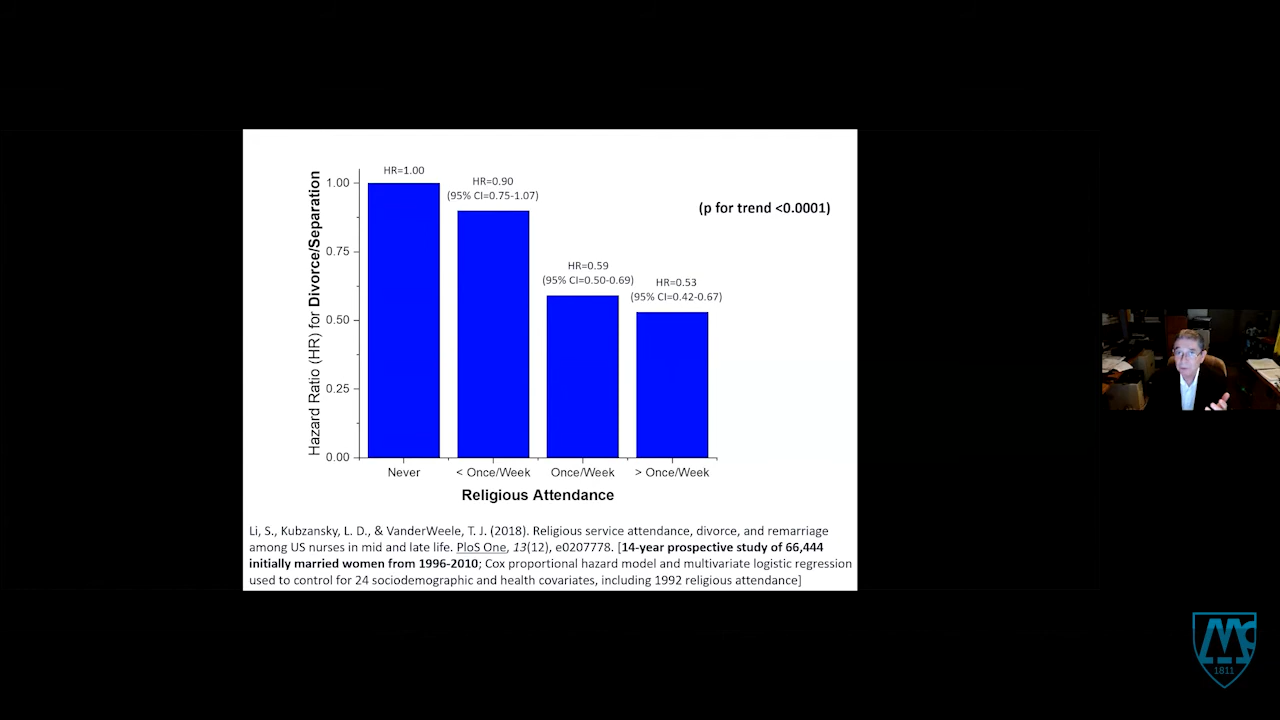 HR=1.00
HR=0.90
(95% CI=0.75-1.07)
(p for trend <0.0001)
HR=0.59
(95% CI=0.50-0.69)
HR=0.53
(95% CI=0.42-0.67)
Hazard Ratio (HR) for Divorce/Separation
1.00
0.75
0.50
0.25
0.00
Never
< Once/Week
Once/Week
> Once/Week
Religious Attendance
Li, S., Kubzansky, L. D., & VanderWeele, T. J. (2018). Religious service attendance, divorce, and remarriage
among US nurses in mid and late life. PloS One, 13(12), e0207778. [14-year prospective study of 66,444
initially married women from 1996-2010; Cox proportional hazard model and multivariate logistic regression
used to control for 24 sociodemographic and health covariates, including 1992 religious attendance]
Mc
1811